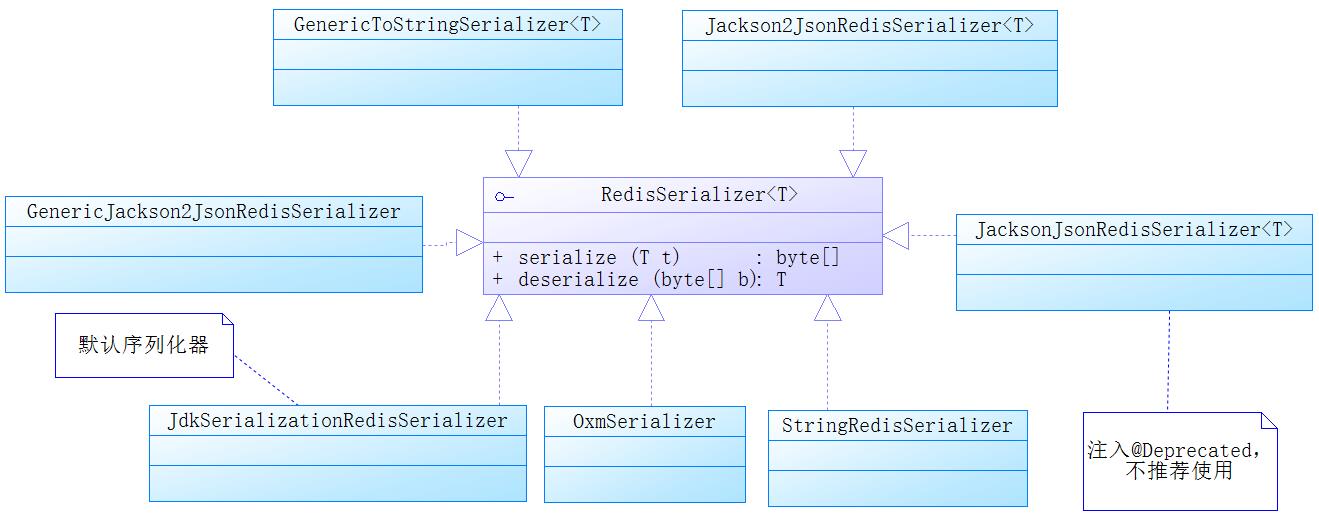 GenericToStringSerializer<T>
Jackson2JsonRedisSerializer<T>
RedisSerializer<T>
+ serialize (T t) : byte[]
+ deserialize (byte[] b): T
GenericJackson2JsonRedisSerializer
JacksonJsonRedisSerializer<T>
默认序列化器
JdkSerializationRedisSerializer
OxmSerializer
StringRedisSerializer
注入@Deprecated,
不推荐使用